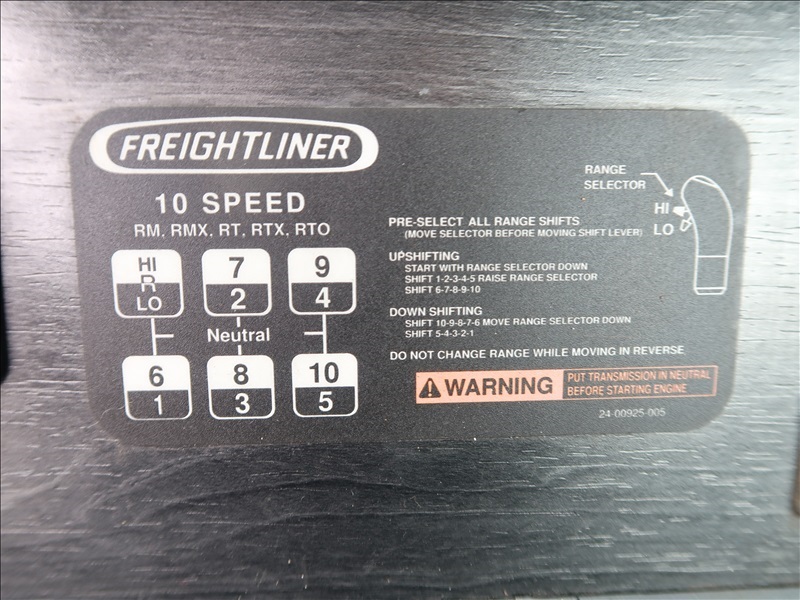 FREIGHTLINER
10 SPEED
RM, RMX, RT, RTX, RTO
HI
R
LO
7
2
9
4
Neutral
6
1
8
3
10
5
RANGE
SELECTOR
HI
LO
PRE-SELECT ALL RANGE SHIFTS
(MOVE SELECTOR BEFORE MOVING SHIFT LEVER)
UPSHIFTING
START WITH RANGE SELECTOR DOWN
SHIFT 1-2-3-4-5 RAISE RANGE SELECTOR
SHIFT 6-7-8-9-10
DOWN SHIFTING
SHIFT 10-9-8-7-6 MOVE RANGE SELECTOR DOWN
SHIFT 5-4-3-2-1
DO NOT CHANGE RANGE WHILE MOVING IN REVERSE
WARNING
PUT TRANSMISSION IN NEUTRAL
BEFORE STARTING ENGINE
24-00925-005